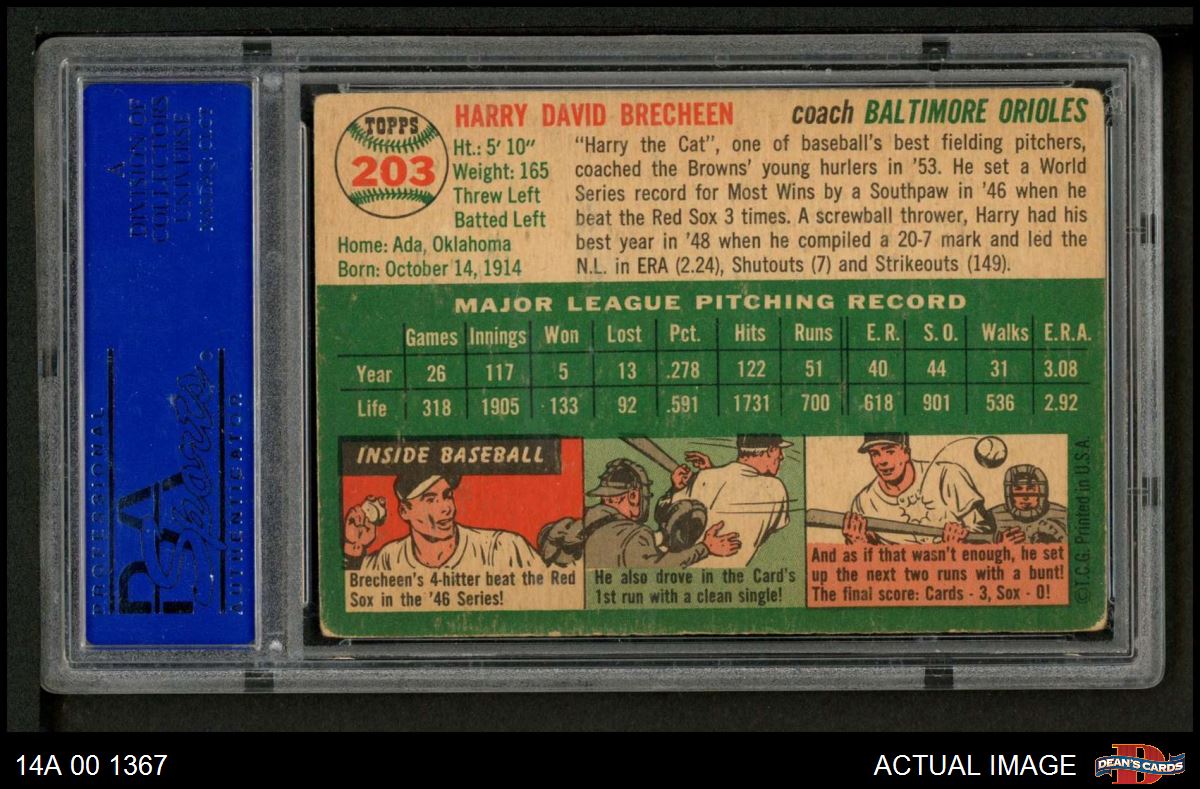 A
DIVISION OF
COLLECTORS
UNIVERSE
NASDAQ: CLCT
PROFESSIONAL
PSA
AUTHENTICATOR
TOPPS
203
HARRY DAVID BRECHEEN
coach BALTIMORE ORIOLES
Ht.: 5' 10"
Weight: 165
Threw Left
Batted Left
Home: Ada, Oklahoma
Born: October 14, 1914
"Harry the Cat", one of baseball's best fielding pitchers,
coached the Browns' young hurlers in '53. He set a World
Series record for Most Wins by a Southpaw in '46 when he
beat the Red Sox 3 times. A screwball thrower, Harry had his
best year in '48 when he compiled a 20-7 mark and led the
N.L. in ERA (2.24), Shutouts (7) and Strikeouts (149).
MAJOR LEAGUE PITCHING RECORD
Games Innings Won Lost Pct. Hits Runs E. R. S. O. Walks E.R.A.
Year 26 117 5 13 .278 122 51 40 44 31 3.08
Life 318 1905 133 92 .591 1731 700 618 901 536 2.92
INSIDE BASEBALL
Brecheen's 4-hitter beat the Red
Sox in the '46 Series!
He also drove in the Card's
1st run with a clean single!
And as if that wasn't enough, he set
up the next two runs with a bunt!
The final score: Cards - 3, Sox - 0!
©T.C.G. Printed in U.S.A.
14A 00 1367
ACTUAL IMAGE
DEAN'S CARDS